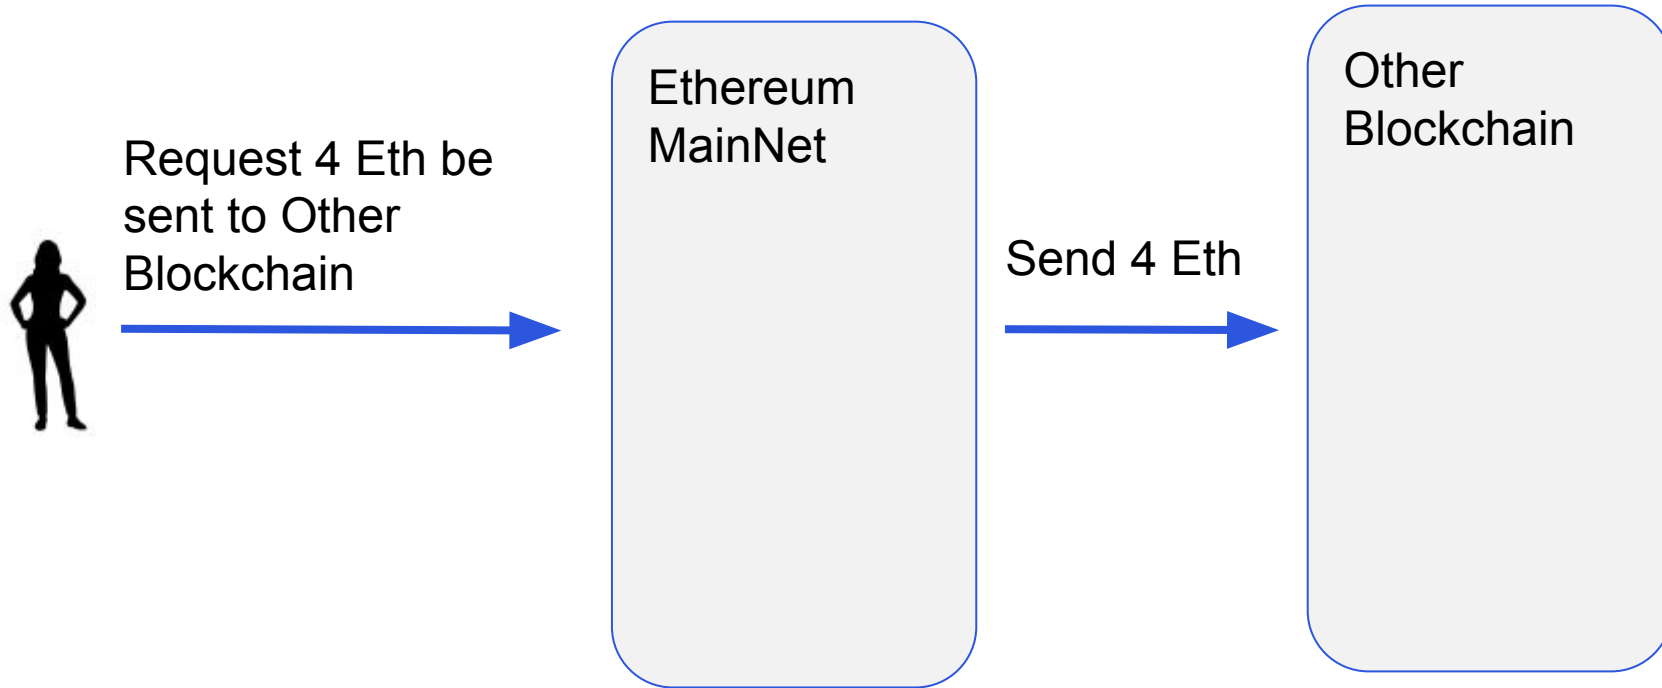 Request 4 Eth be
sent to Other
Blockchain
Ethereum
MainNet
Send 4 Eth
Other
Blockchain